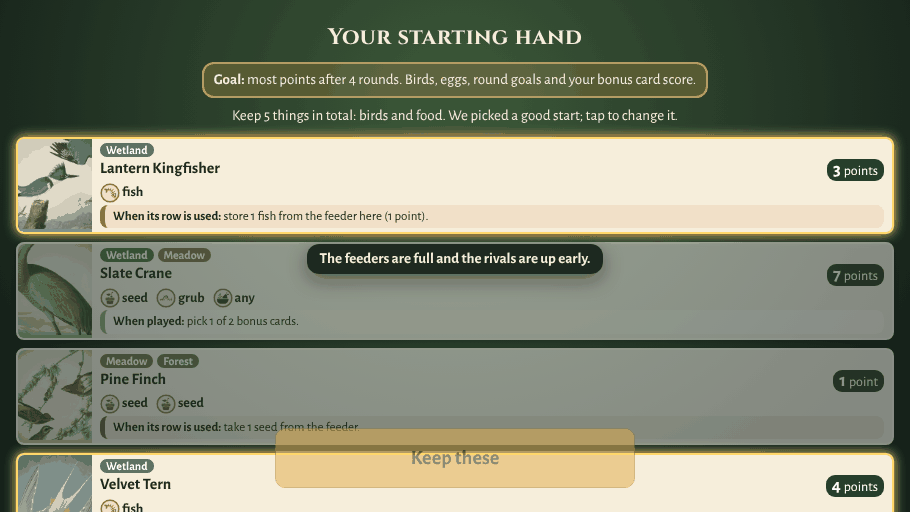 Your starting hand
Goal: most points after 4 rounds. Birds, eggs, round goals and your bonus card score.
Keep 5 things in total: birds and food. We picked a good start; tap to change it.
Wetland
Lantern Kingfisher
3 points
fish
When its row is used: store 1 fish from the feeder here (1 point).
The feeders are full and the rivals are up early.
Wetland Meadow
Slate Crane
7 points
seed grub any
When played: pick 1 of 2 bonus cards.
Meadow Forest
Pine Finch
1 point
seed seed
When its row is used: take 1 seed from the feeder.
Keep these
Wetland
Velvet Tern
4 points
fish